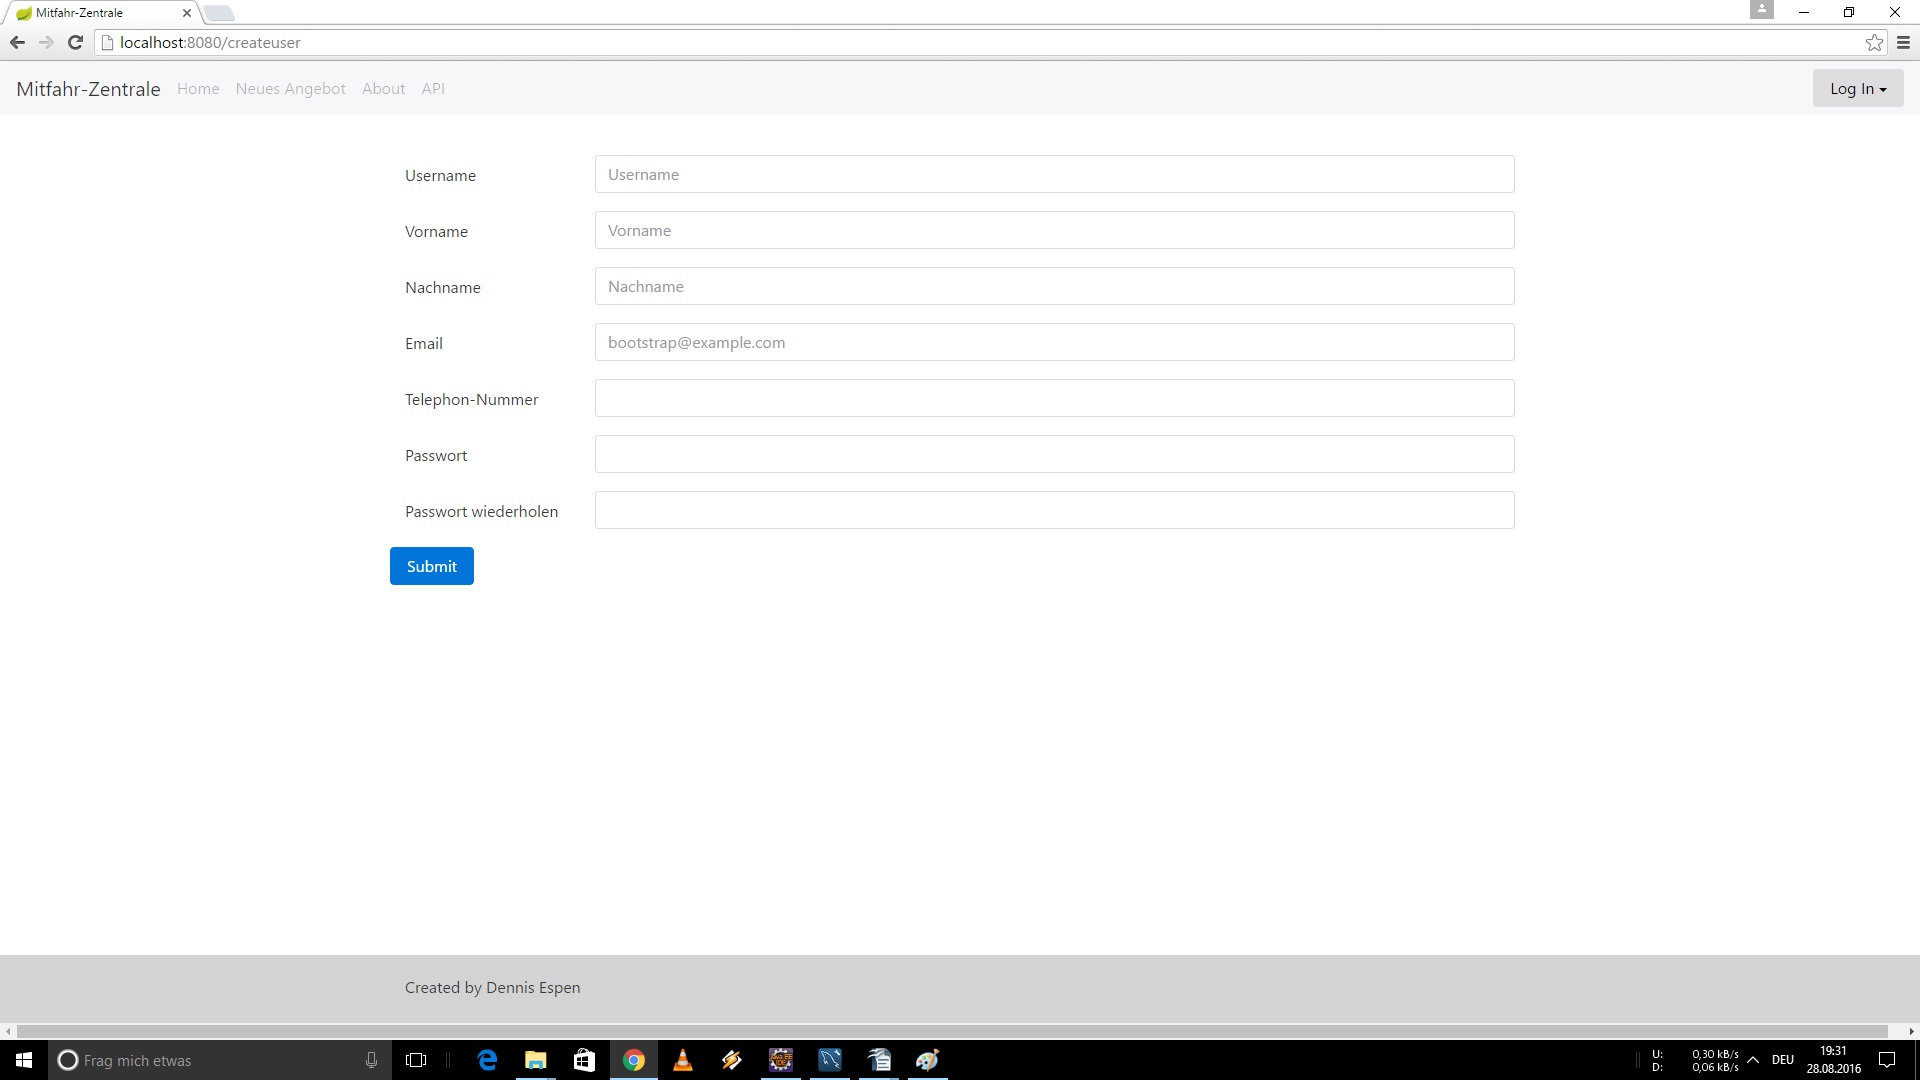 Mitfahr-Zentrale
localhost:8080/createuser
Mitfahr-Zentrale Home Neues Angebot About API Log In
Username Username
Vorname Vorname
Nachname Nachname
Email bootstrap@example.com
Telephon-Nummer
Passwort
Passwort wiederholen
Submit
Created by Dennis Espen
Frag mich etwas
U: 0,30 kB/s
D: 0,06 kB/s
DEU
19:31
28.08.2016